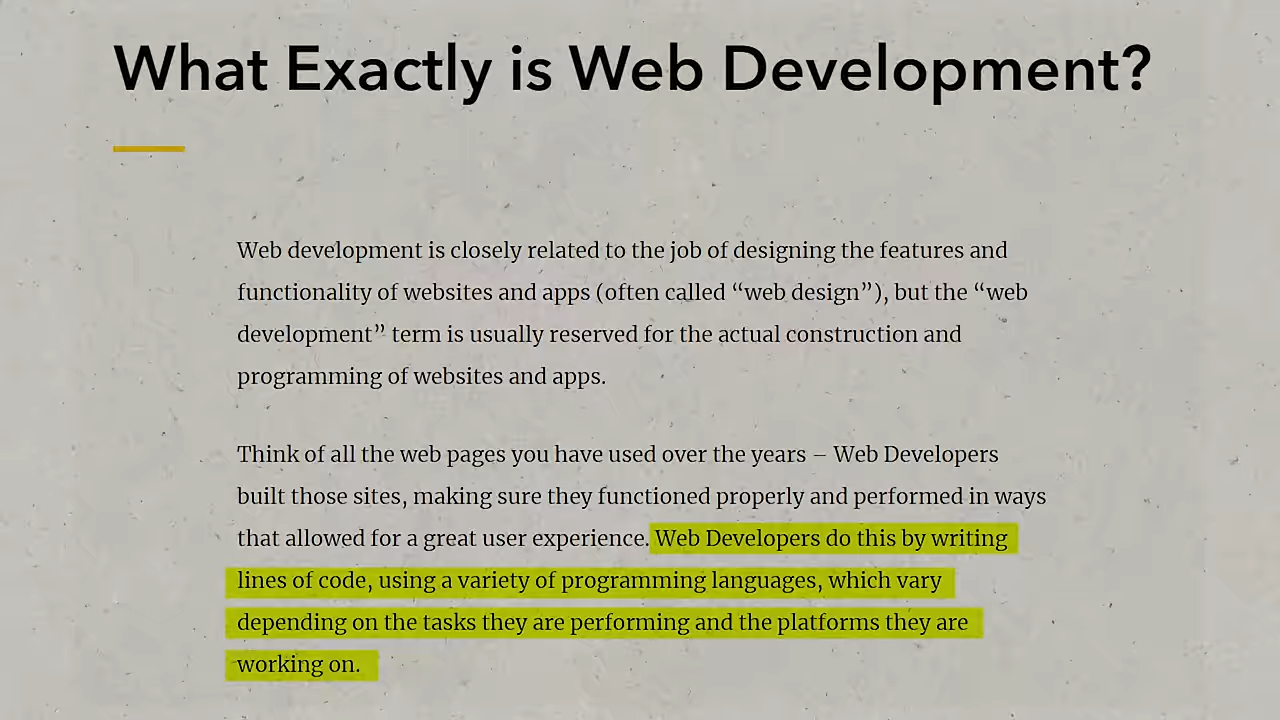 What Exactly is Web Development?
Web development is closely related to the job of designing the features and
functionality of websites and apps (often called “web design”), but the “web
development” term is usually reserved for the actual construction and
programming of websites and apps.
Think of all the web pages you have used over the years – Web Developers
built those sites, making sure they functioned properly and performed in ways
that allowed for a great user experience. Web Developers do this by writing
lines of code, using a variety of programming languages, which vary
depending on the tasks they are performing and the platforms they are
working on.